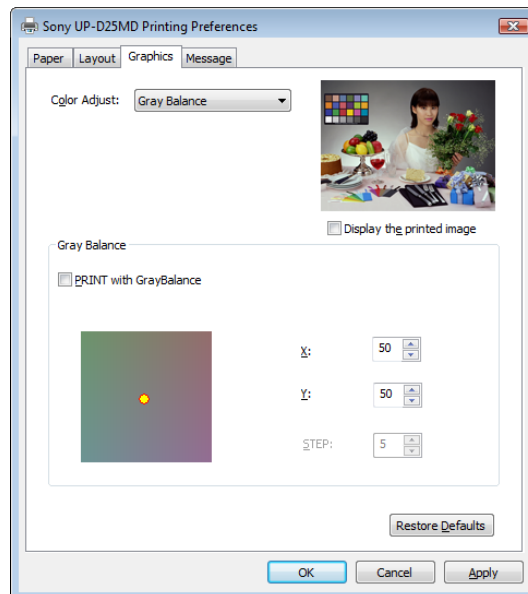 Sony UP-D25MD Printing Preferences
Paper Layout Graphics Message
Color Adjust: Gray Balance
Display the printed image
Gray Balance
PRINT with GrayBalance
X: 50
Y: 50
STEP: 5
Restore Defaults
OK Cancel Apply